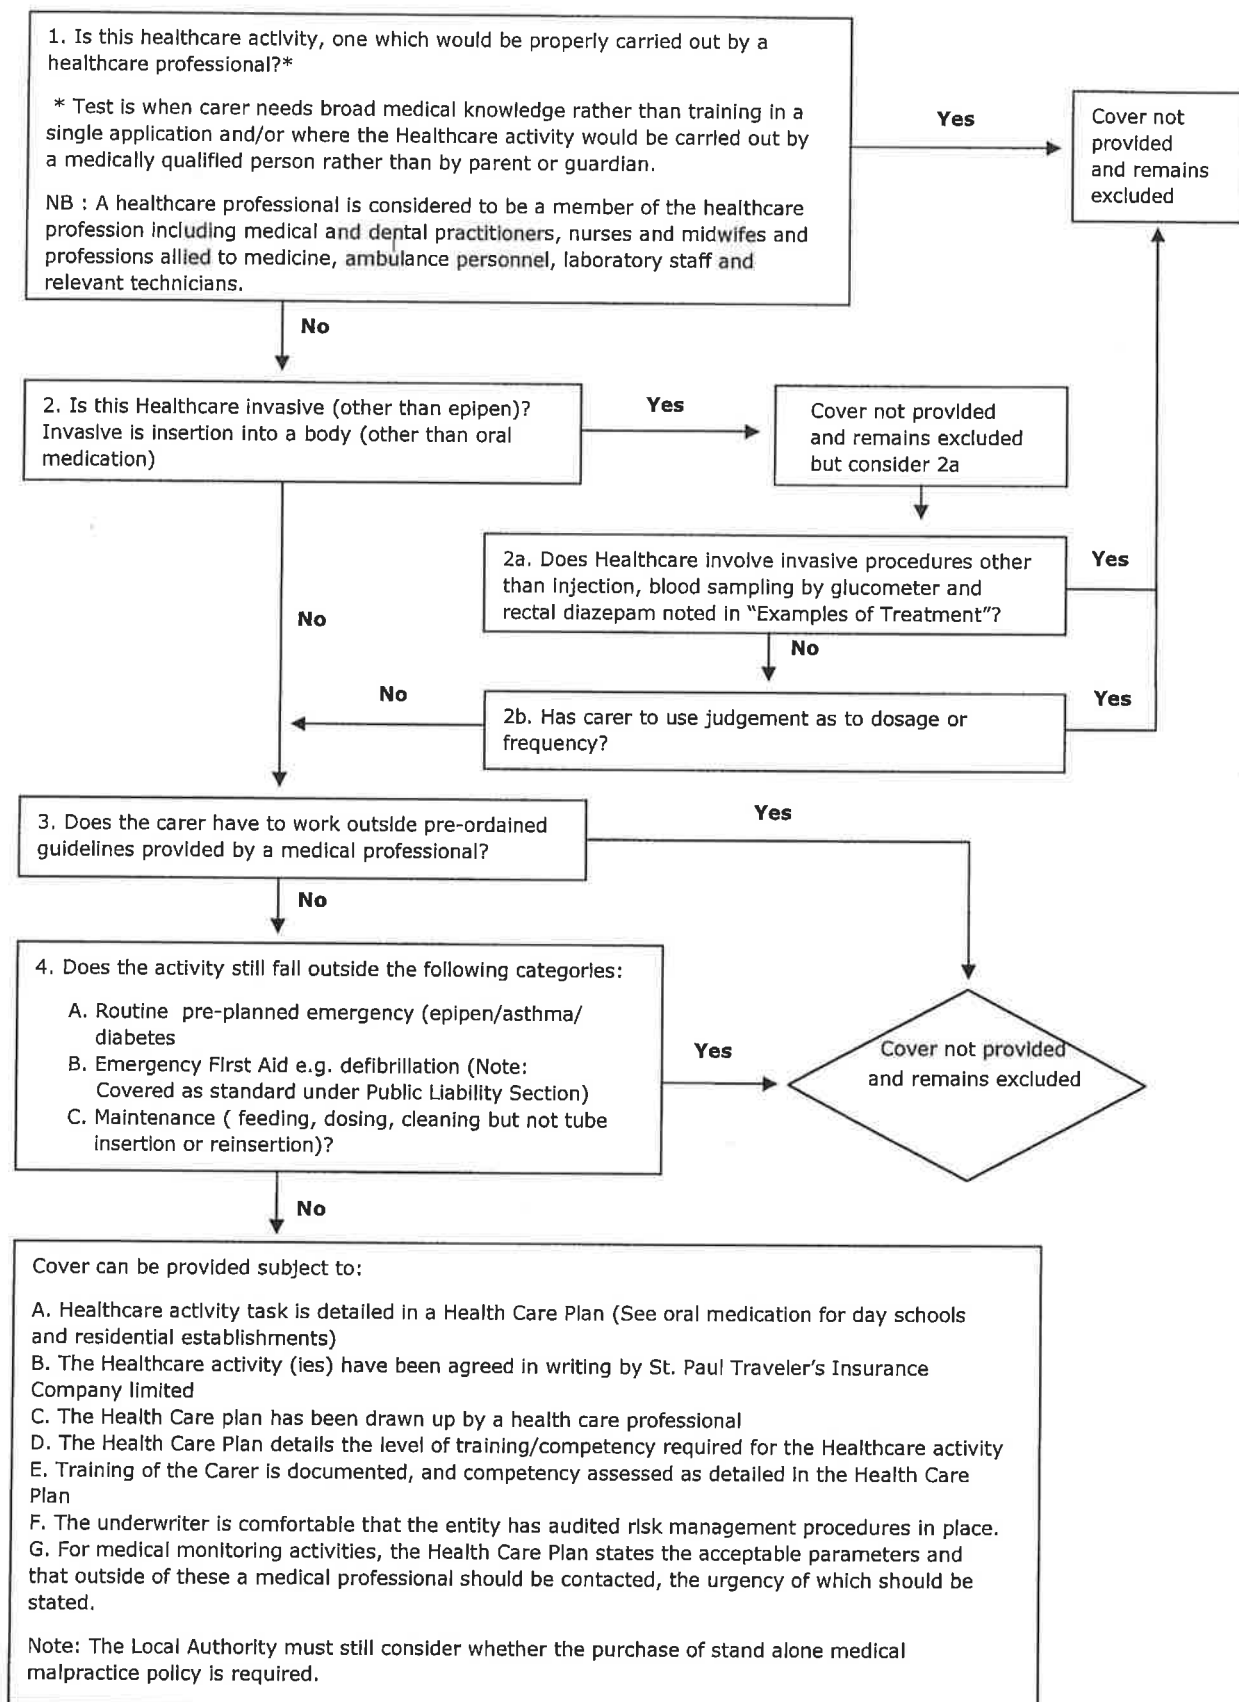 1. Is this healthcare activity, one which would be properly carried out by a
healthcare professional?*
* Test is when carer needs broad medical knowledge rather than training in a
single application and/or where the Healthcare activity would be carried out by
a medically qualified person rather than by parent or guardian.
NB : A healthcare professional is considered to be a member of the healthcare
profession including medical and dental practitioners, nurses and midwifes and
professions allied to medicine, ambulance personnel, laboratory staff and
relevant technicians.
Yes
Cover not
provided
and remains
excluded
No
2. Is this Healthcare invasive (other than epipen)?
Invasive is insertion into a body (other than oral
medication)
Yes
Cover not provided
and remains excluded
but consider 2a
2a. Does Healthcare involve invasive procedures other
than injection, blood sampling by glucometer and
rectal diazepam noted in "Examples of Treatment"?
Yes
No
No
2b. Has carer to use judgement as to dosage or
frequency?
Yes
No
3. Does the carer have to work outside pre-ordained
guidelines provided by a medical professional?
Yes
No
4. Does the activity still fall outside the following categories:
A. Routine pre-planned emergency (epipen/asthma/
diabetes
B. Emergency First Aid e.g. defibrillation (Note:
Covered as standard under Public Liability Section)
C. Maintenance ( feeding, dosing, cleaning but not tube
insertion or reinsertion)?
Yes
Cover not provided
and remains excluded
No
Cover can be provided subject to:
A. Healthcare activity task is detailed in a Health Care Plan (See oral medication for day schools
and residential establishments)
B. The Healthcare activity (ies) have been agreed in writing by St. Paul Traveler's Insurance
Company limited
C. The Health Care plan has been drawn up by a health care professional
D. The Health Care Plan details the level of training/competency required for the Healthcare activity
E. Training of the Carer is documented, and competency assessed as detailed in the Health Care
Plan
F. The underwriter is comfortable that the entity has audited risk management procedures in place.
G. For medical monitoring activities, the Health Care Plan states the acceptable parameters and
that outside of these a medical professional should be contacted, the urgency of which should be
stated.
Note: The Local Authority must still consider whether the purchase of stand alone medical
malpractice policy is required.